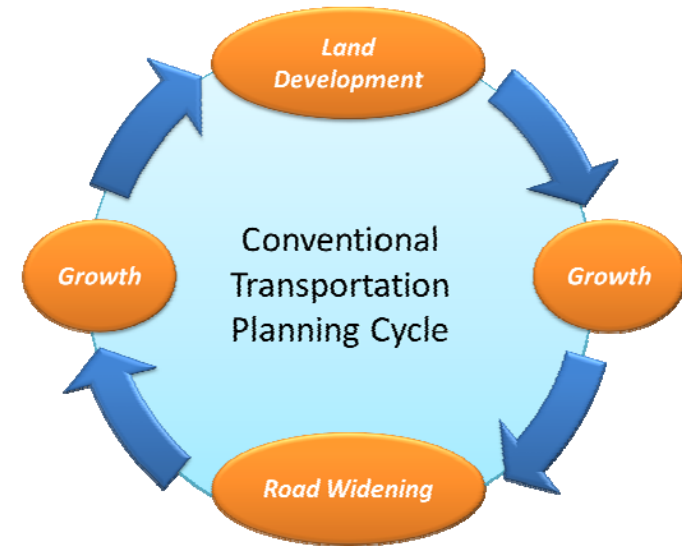 Land
Development
Growth
Conventional
Transportation
Planning Cycle
Growth
Road Widening